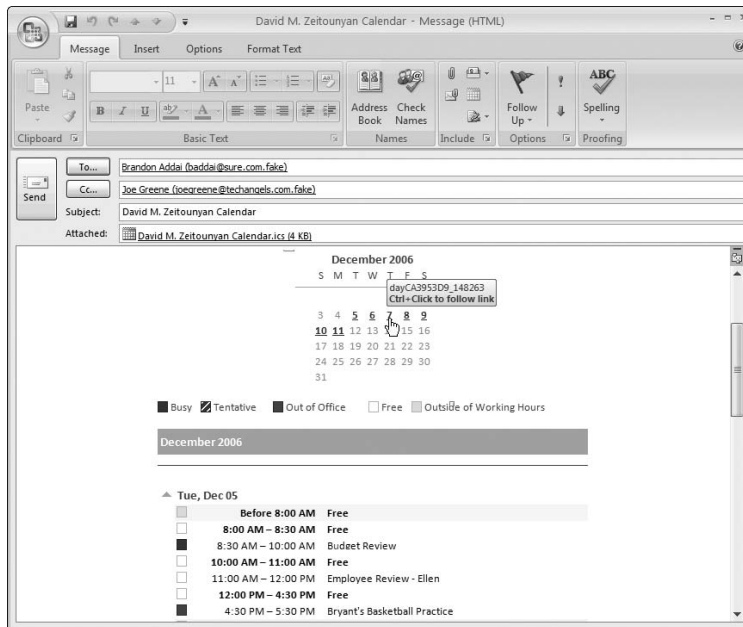 David M. Zeitounyan Calendar - Message (HTML)
Message Insert Options Format Text
Paste
11
A A
B I U ab A
Address Book
Check Names
Follow Up
ABC
Spelling
Clipboard Basic Text Names Include Options Proofing
Send
To... Brandon Addai (baddai@sure.com.fake)
Cc... Joe Greene (joegreene@techangels.com.fake)
Subject: David M. Zeitounyan Calendar
Attached: David M. Zeitounyan Calendar.ics (4 KB)
December 2006
S M T W T F S
dayCA3953D9_148263
Ctrl+Click to follow link
3 4 5 6 7 8 9
10 11 12 13 15 16
17 18 19 20 21 22 23
24 25 26 27 28 29 30
31
Busy Tentative Out of Office Free Outside of Working Hours
December 2006
Tue, Dec 05
Before 8:00 AM Free
8:00 AM – 8:30 AM Free
8:30 AM – 10:00 AM Budget Review
10:00 AM – 11:00 AM Free
11:00 AM – 12:00 PM Employee Review - Ellen
12:00 PM – 4:30 PM Free
4:30 PM – 5:30 PM Bryant's Basketball Practice